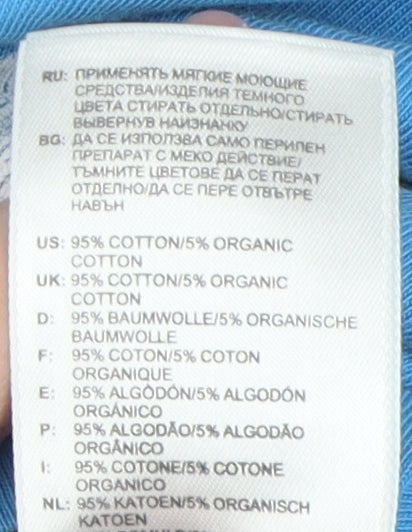 RU: ПРИМЕНЯТЬ МЯГКИЕ МОЮЩИЕ
СРЕДСТВА/ИЗДЕЛИЯ ТЕМНОГО
ЦВЕТА СТИРАТЬ ОТДЕЛЬНО/СТИРАТЬ
ВЫВЕРНУВ НАИЗНАНКУ
BG: ДА СЕ ИЗПОЛЗВА САМО ПЕРИЛЕН
ПРЕПАРАТ С МЕКО ДЕЙСТВИЕ/
ТЪМНИТЕ ЦВЕТОВЕ ДА СЕ ПЕРАТ
ОТДЕЛНО/ДА СЕ ПЕРЕ ОТВЪТРЕ
НАВЪН
US: 95% COTTON/5% ORGANIC
COTTON
UK: 95% COTTON/5% ORGANIC
COTTON
D: 95% BAUMWOLLE/5% ORGANISCHE
BAUMWOLLE
F: 95% COTON/5% COTON
ORGANIQUE
E: 95% ALGÓDÓN/5% ALGODÓN
ORGÁNICO
P: 95% ALGODÃO/5% ALGODÃO
ORGÂNICO
I: 95% COTONE/5% COTONE
ORGANICO
NL: 95% KATOEN/5% ORGANISCH
KATOEN